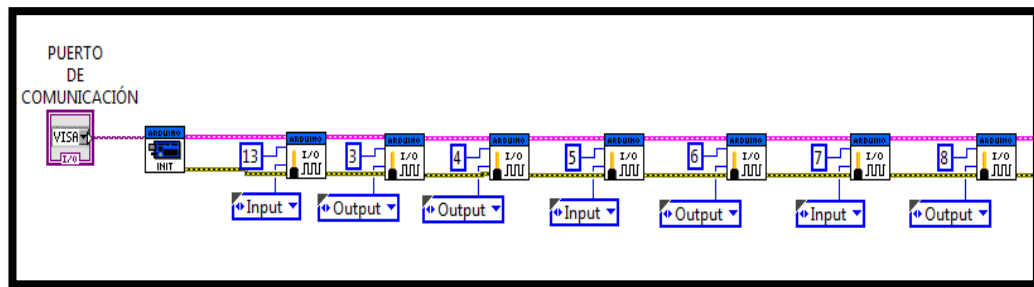 PUERTO
DE
COMUNICACIÓN
VISA
I/O
ARDUINO
INIT
13
ARDUINO
I/O
Input
3
ARDUINO
I/O
Output
4
ARDUINO
I/O
Output
5
ARDUINO
I/O
Input
6
ARDUINO
I/O
Output
7
ARDUINO
I/O
Input
8
ARDUINO
I/O
Output